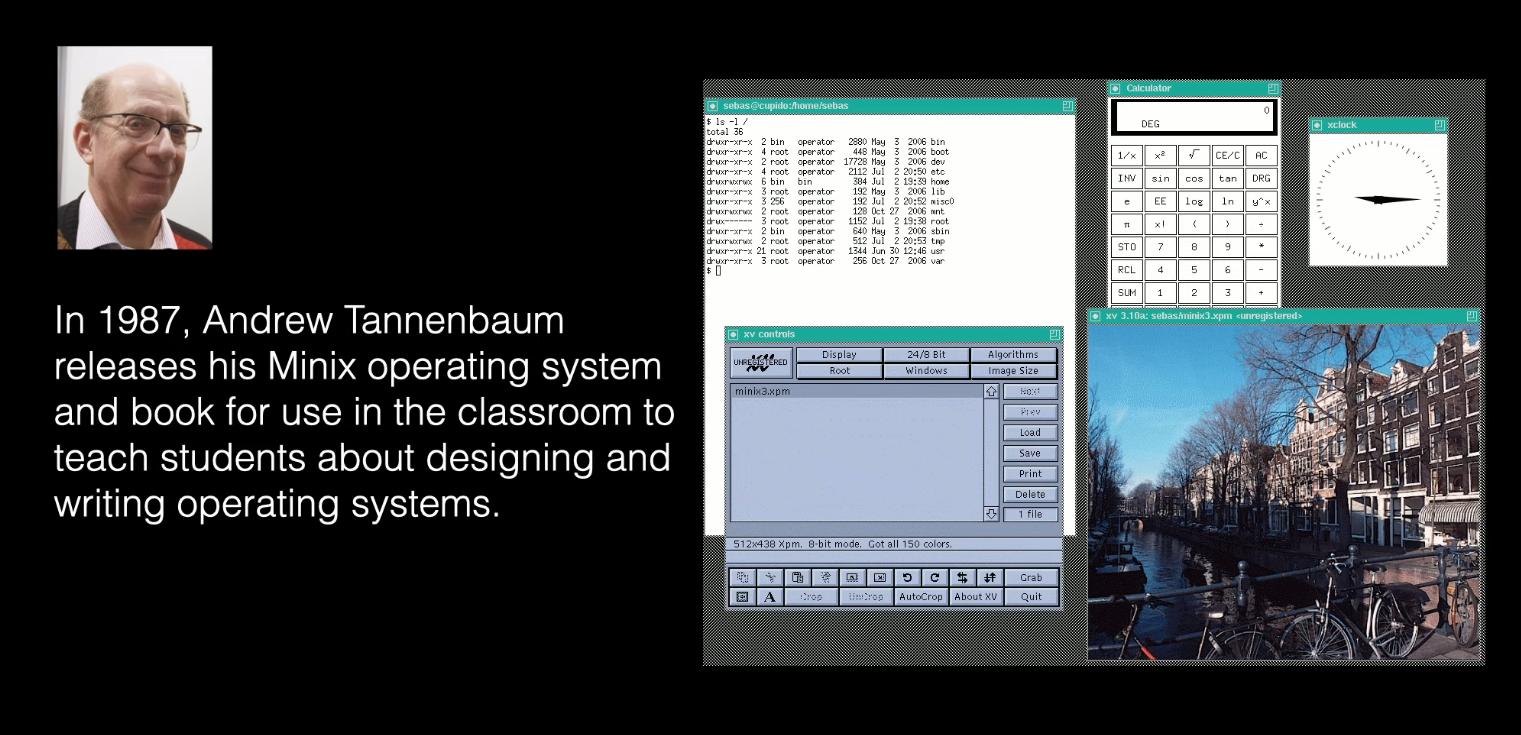 In 1987, Andrew Tannenbaum
releases his Minix operating system
and book for use in the classroom to
teach students about designing and
writing operating systems.
sebas@cupido:/home/sebas
$ ls -l /
total 36
drwxr-xr-x 2 bin operator 2880 May 3 2006 bin
drwxr-xr-x 4 root operator 448 May 3 2006 boot
drwxr-xr-x 2 root operator 17728 May 3 2006 dev
drwxr-xr-x 4 root operator 2112 Jul 2 20:50 etc
drwxrwxrwx 6 bin bin 384 Jul 2 19:39 home
drwxr-xr-x 3 root operator 192 May 3 2006 lib
drwxr-xr-x 3 256 operator 192 Jul 2 20:52 misc0
drwxrwxrwx 2 root operator 128 Oct 27 2006 mnt
drwx------ 3 root operator 1152 Jul 2 19:38 root
drwxr-xr-x 2 bin operator 640 May 3 2006 sbin
drwxrwxrwx 2 root operator 512 Jul 2 20:53 tmp
drwxr-xr-x 21 root operator 1344 Jun 30 12:46 usr
drwxr-xr-x 3 root operator 256 Oct 27 2006 var
$
Calculator
0
DEG
1/x x² √ CE/C AC
INV sin cos tan DRG
e EE log ln y^x
π x! ( ) ÷
STO 7 8 9 *
RCL 4 5 6 -
SUM 1 2 3 +
xclock
xv controls
UNREGISTERED
Display 24/8 Bit Algorithms
Root Windows Image Size
minix3.xpm
Next
Prev
Load
Save
Print
Delete
1 file
512x438 Xpm. 8-bit mode. Got all 150 colors.
Grab
A Crop UnCrop AutoCrop About XV Quit
xv 3.10a: sebas/minix3.xpm <unregistered>